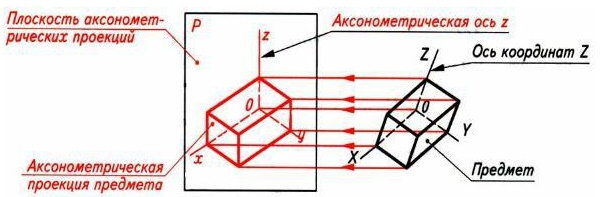 Плоскость аксономет-
рических проекций
P
z
Аксонометрическая ось z
Z
Ось координат Z
0
0
x
y
X
Y
Аксонометрическая
проекция предмета
Предмет